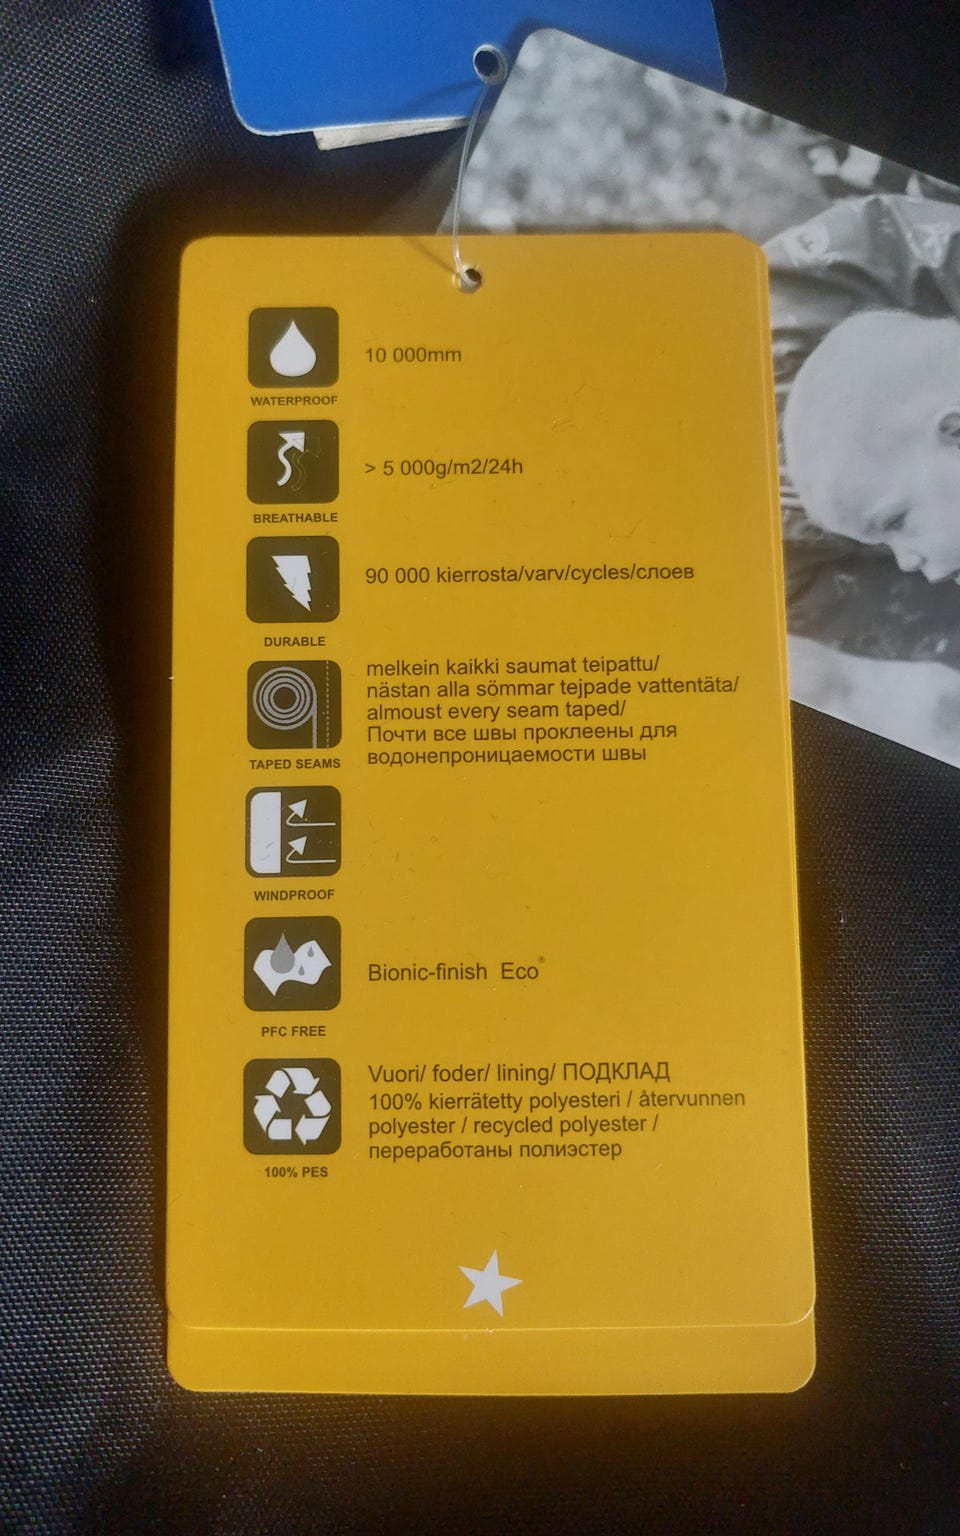 10 000mm
WATERPROOF
> 5 000g/m2/24h
BREATHABLE
90 000 kierrosta/varv/cycles/слоев
DURABLE
melkein kaikki saumat teipattu/
nästan alla sömmar tejpade vattentäta/
almoust every seam taped/
Почти все швы проклеены для
водонепроницаемости швы
TAPED SEAMS
WINDPROOF
Bionic-finish Eco®
PFC FREE
Vuori/ foder/ lining/ ПОДКЛАД
100% kierrätetty polyesteri / återvunnen
polyester / recycled polyester /
переработаны полиэстер
100% PES